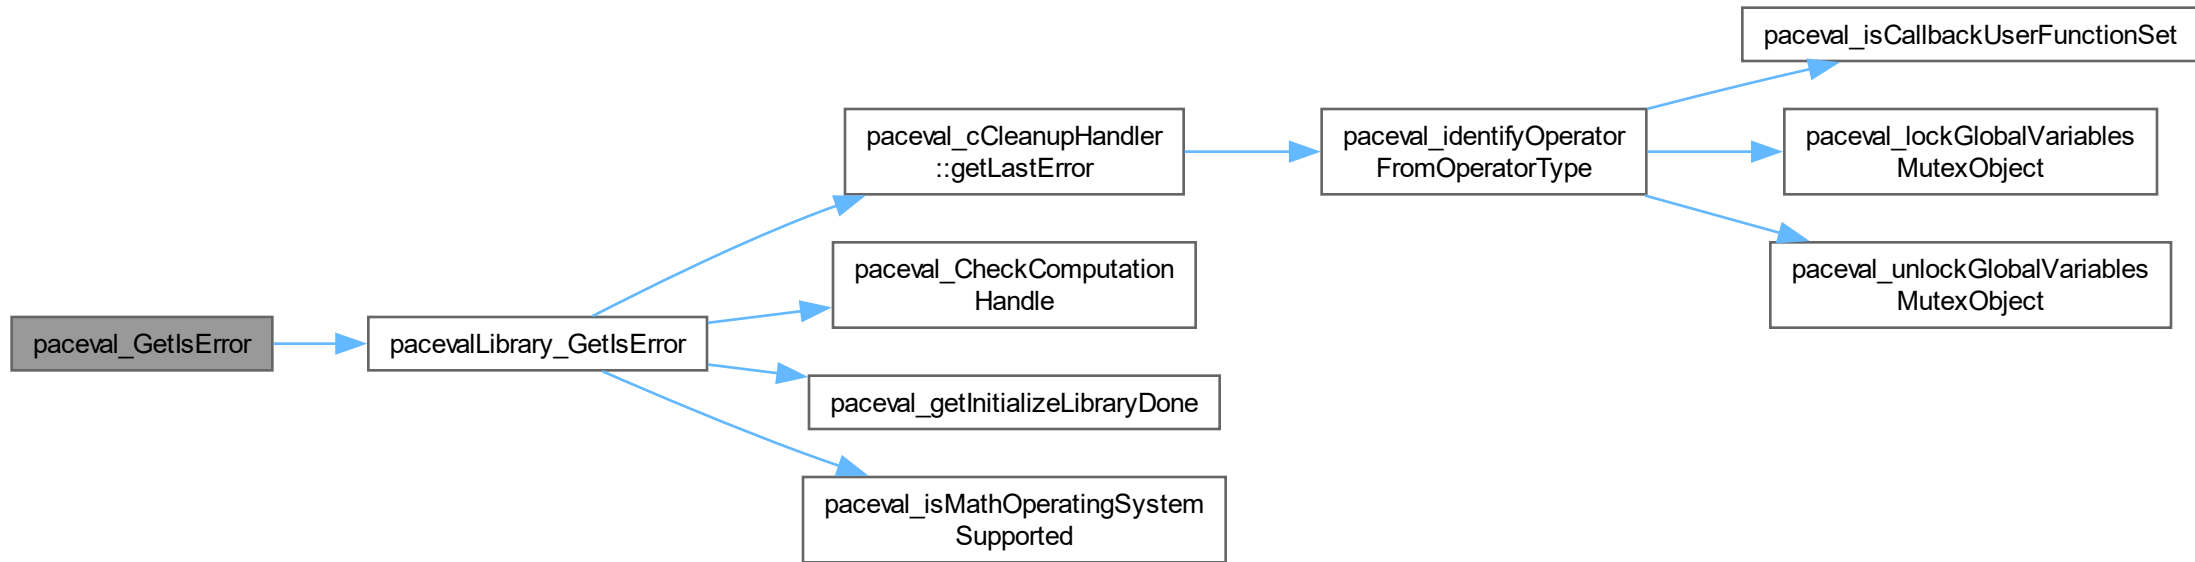 paceval_GetIsError
pacevalLibrary_GetIsError
paceval_cCleanupHandler
::getLastError
paceval_CheckComputation
Handle
paceval_getInitializeLibraryDone
paceval_isMathOperatingSystem
Supported
paceval_identifyOperator
FromOperatorType
paceval_isCallbackUserFunctionSet
paceval_lockGlobalVariables
MutexObject
paceval_unlockGlobalVariables
MutexObject